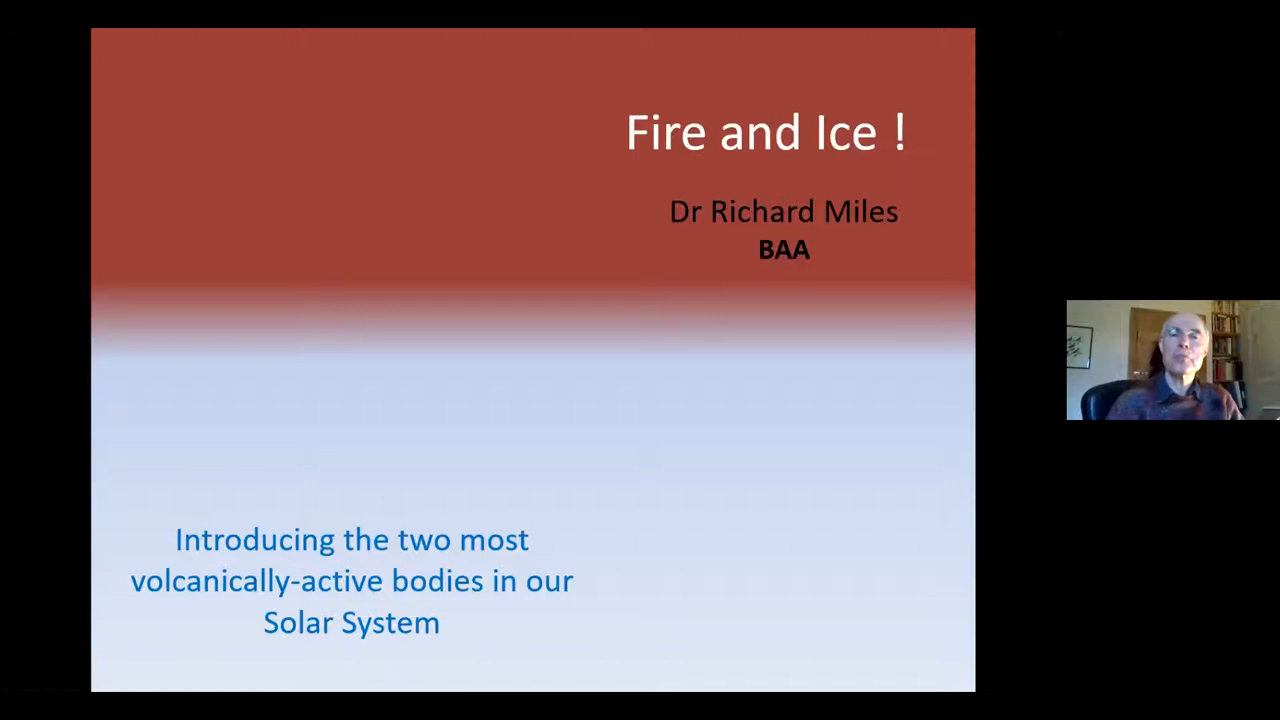 Fire and Ice !
Dr Richard Miles
BAA
Introducing the two most
volcanically-active bodies in our
Solar System